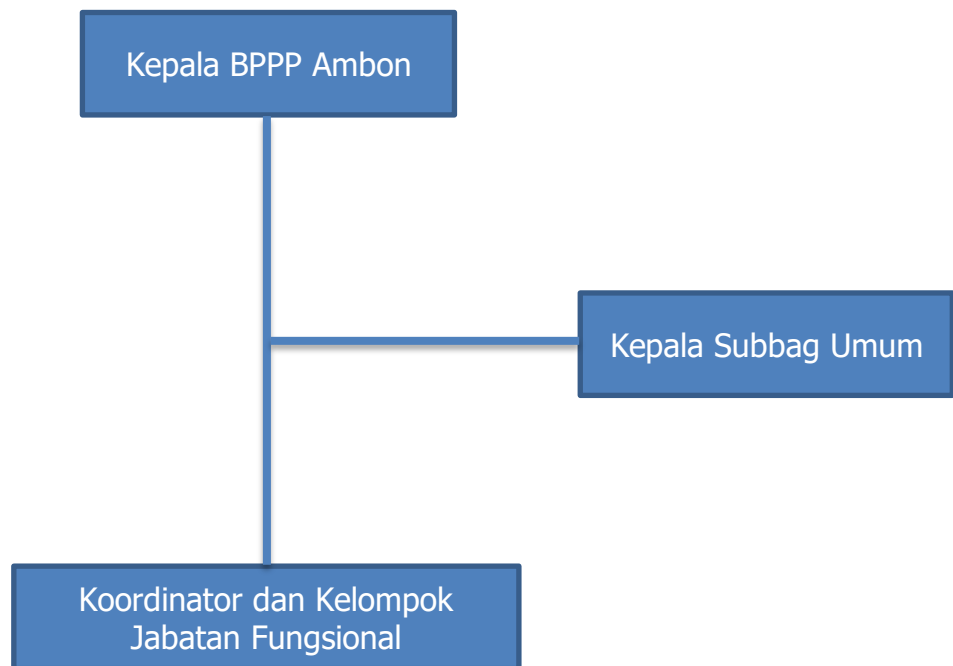 Kepala BPPP Ambon
Kepala Subbag Umum
Koordinator dan Kelompok
Jabatan Fungsional